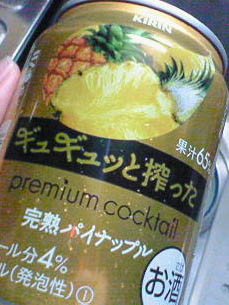 KIRIN
果汁65
ギュギュッと搾った
premium cocktail
完熟パイナップル
ール分4%
ル(発泡性)①
お酒